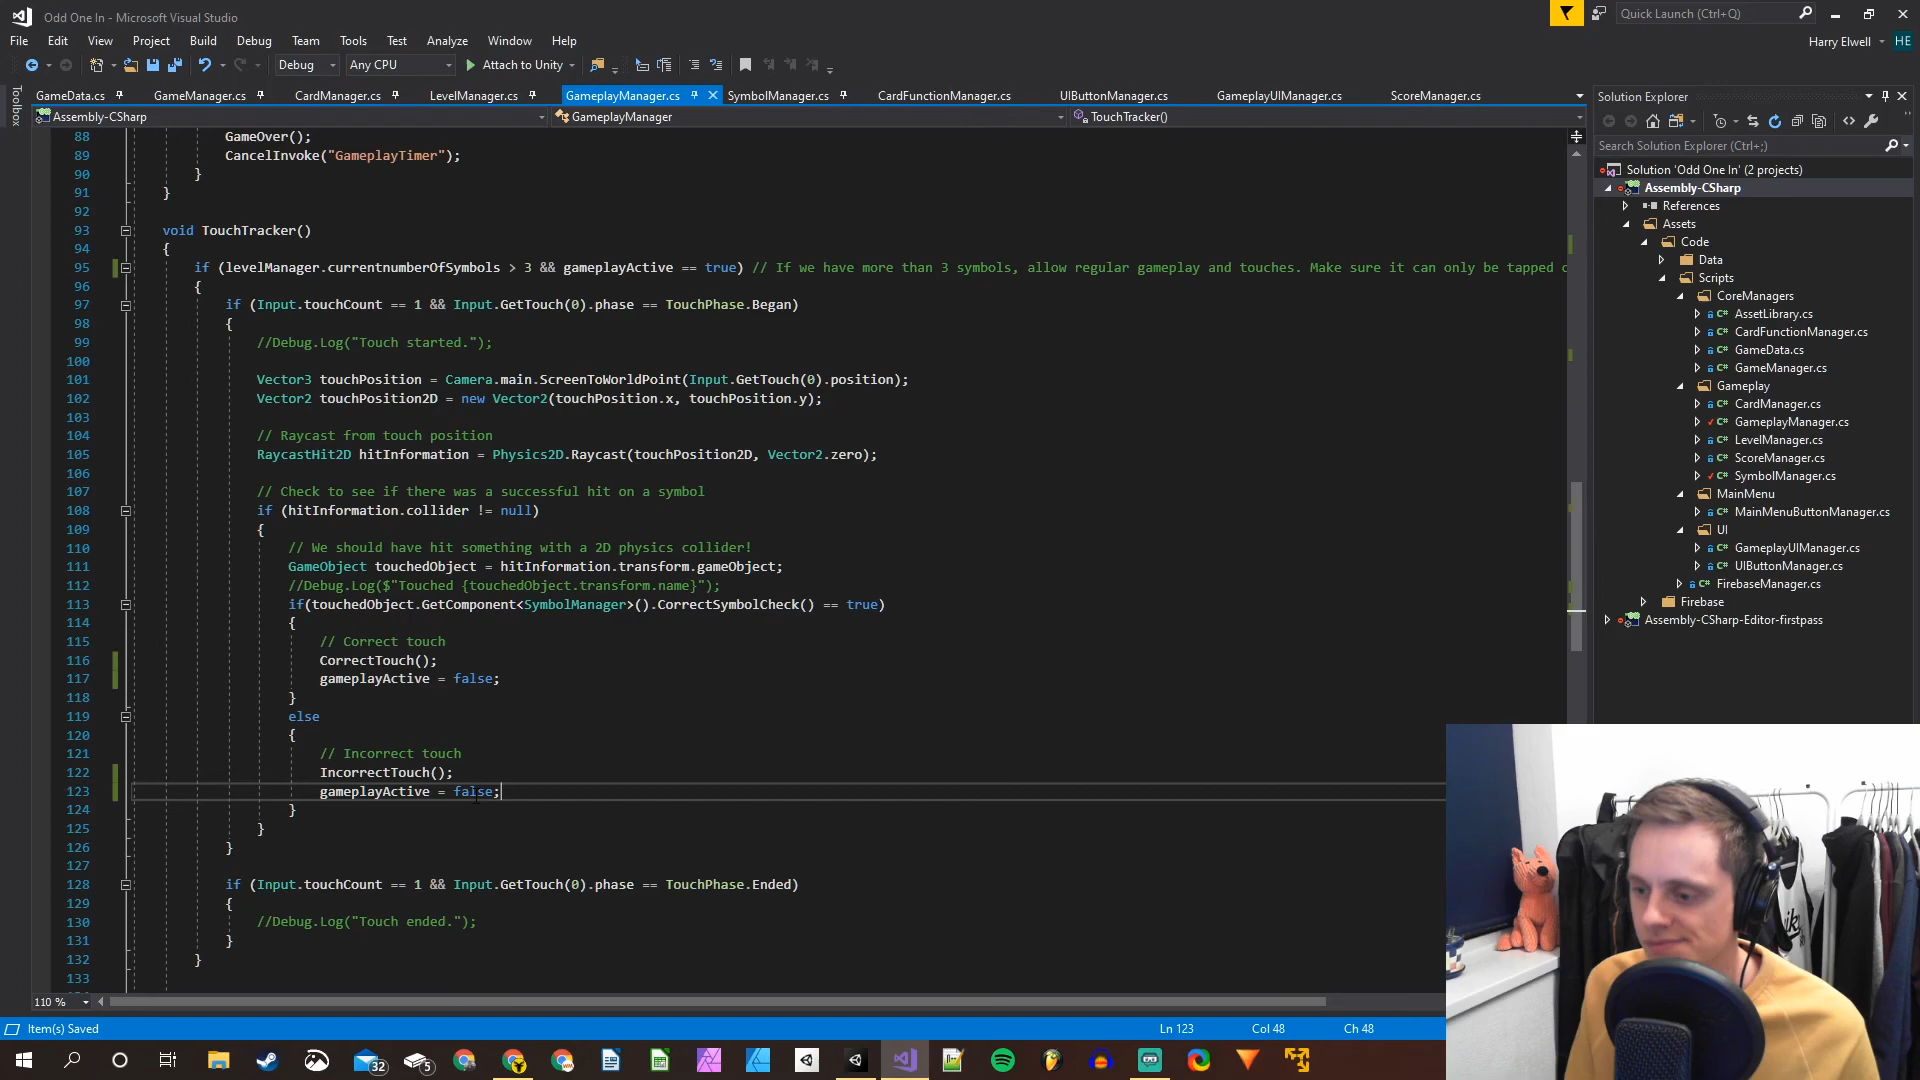 Odd One In - Microsoft Visual Studio
Quick Launch (Ctrl+Q)
File Edit View Project Build Debug Team Tools Test Analyze Window Help
Harry Elwell HE
Debug Any CPU Attach to Unity
Toolbox
GameData.cs GameManager.cs CardManager.cs LevelManager.cs GameplayManager.cs SymbolManager.cs CardFunctionManager.cs UIButtonManager.cs GameplayUIManager.cs ScoreManager.cs
Assembly-CSharp GameplayManager TouchTracker()
88 GameOver();
89 CancelInvoke("GameplayTimer");
90 }
91 }
92
93 void TouchTracker()
94 {
95 if (levelManager.currentnumberOfSymbols > 3 && gameplayActive == true) // If we have more than 3 symbols, allow regular gameplay and touches. Make sure it can only be tapped
96 {
97 if (Input.touchCount == 1 && Input.GetTouch(0).phase == TouchPhase.Began)
98 {
99 //Debug.Log("Touch started.");
100
101 Vector3 touchPosition = Camera.main.ScreenToWorldPoint(Input.GetTouch(0).position);
102 Vector2 touchPosition2D = new Vector2(touchPosition.x, touchPosition.y);
103
104 // Raycast from touch position
105 RaycastHit2D hitInformation = Physics2D.Raycast(touchPosition2D, Vector2.zero);
106
107 // Check to see if there was a successful hit on a symbol
108 if (hitInformation.collider != null)
109 {
110 // We should have hit something with a 2D physics collider!
111 GameObject touchedObject = hitInformation.transform.gameObject;
112 //Debug.Log($"Touched {touchedObject.transform.name}");
113 if(touchedObject.GetComponent<SymbolManager>().CorrectSymbolCheck() == true)
114 {
115 // Correct touch
116 CorrectTouch();
117 gameplayActive = false;
118 }
119 else
120 {
121 // Incorrect touch
122 IncorrectTouch();
123 gameplayActive = false;
124 }
125 }
126 }
127
128 if (Input.touchCount == 1 && Input.GetTouch(0).phase == TouchPhase.Ended)
129 {
130 //Debug.Log("Touch ended.");
131 }
132 }
133
110 %
Solution Explorer
Search Solution Explorer (Ctrl+;)
Solution 'Odd One In' (2 projects)
Assembly-CSharp
References
Assets
Code
Data
Scripts
CoreManagers
C# AssetLibrary.cs
C# CardFunctionManager.cs
C# GameData.cs
C# GameManager.cs
Gameplay
C# CardManager.cs
C# GameplayManager.cs
C# LevelManager.cs
C# ScoreManager.cs
C# SymbolManager.cs
MainMenu
C# MainMenuButtonManager.cs
UI
C# GameplayUIManager.cs
C# UIButtonManager.cs
C# FirebaseManager.cs
Firebase
Assembly-CSharp-Editor-firstpass
Item(s) Saved Ln 123 Col 48 Ch 48
32 5